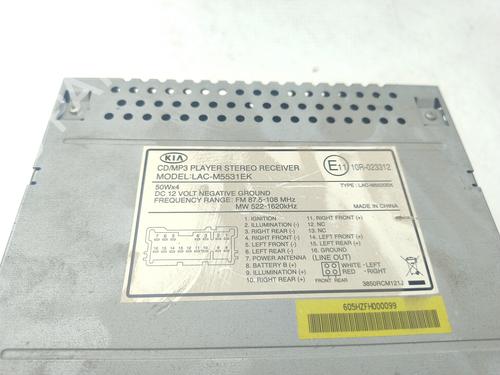 KIA
CD/MP3 PLAYER STEREO RECEIVER
MODEL:LAC-M5531EK
50Wx4
DC 12 VOLT NEGATIVE GROUND
FREQUENCY RANGE: FM 87.5-108 MHz
MW 522-1620kHz
E11 10R-023312
TYPE : LAC-M5530EK
MADE IN CHINA
1. IGNITION
2. ILLUMINATION (-)
3. RIGHT FRONT (-)
4. RIGHT REAR (-)
5. LEFT FRONT (+)
6. LEFT REAR (+)
7. POWER ANTENNA
8. BATTERY B (+)
9. ILLUMINATION (+)
10. RIGHT REAR (+)
11. RIGHT FRONT (+)
12. NC
13. NC
14. LEFT FRONT (-)
15. LEFT REAR (-)
16. GROUND
(LINE OUT)
WHITE -LEFT
RED -RIGHT
3850RCM121J
605HZFH000099